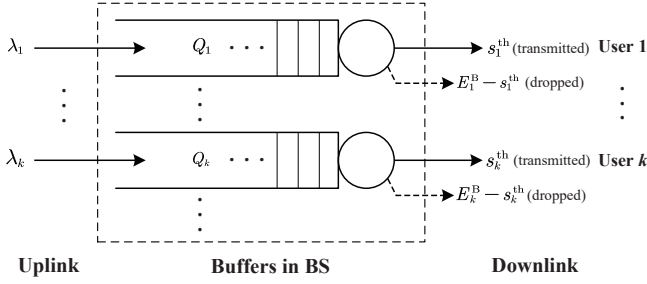 λ₁ Q₁ s₁ᵗʰ (transmitted) User 1
E₁ᴮ − s₁ᵗʰ (dropped)
λₖ Qₖ sₖᵗʰ (transmitted) User k
Eₖᴮ − sₖᵗʰ (dropped)
Uplink Buffers in BS Downlink